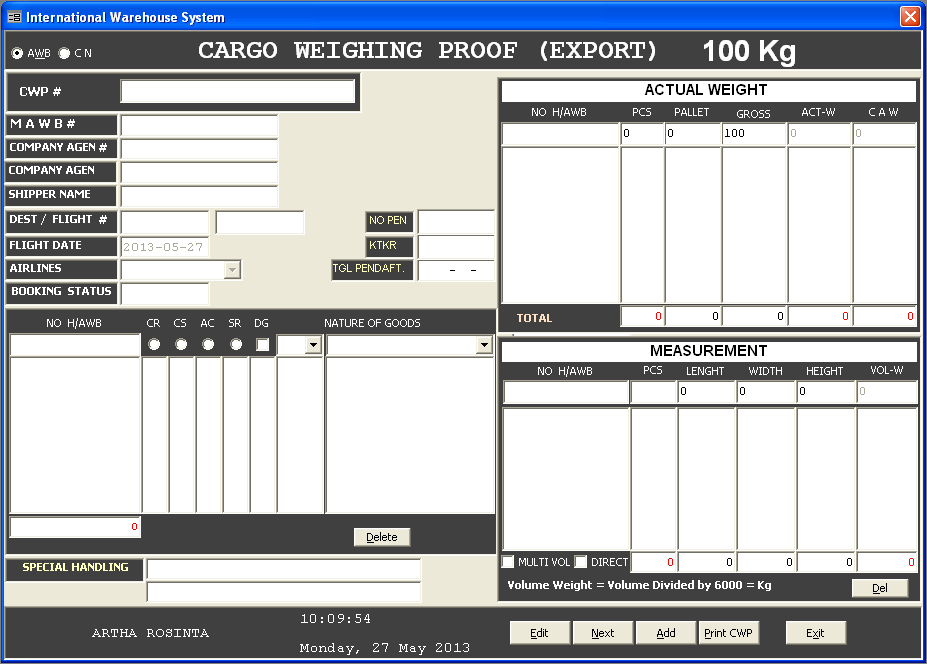 International Warehouse System
AWB CN CARGO WEIGHING PROOF (EXPORT) 100 Kg
CWP #
M A W B #
COMPANY AGEN #
COMPANY AGEN
SHIPPER NAME
DEST / FLIGHT # NO PEN
FLIGHT DATE 2013-05-27 KTKR
AIRLINES TGL PENDAFT. - -
BOOKING STATUS
NO H/AWB CR CS AC SR DG NATURE OF GOODS
0
Delete
SPECIAL HANDLING
ACTUAL WEIGHT
NO H/AWB PCS PALLET GROSS ACT-W C A W
0 0 100 0 0
TOTAL 0 0 0 0 0
MEASUREMENT
NO H/AWB PCS LENGHT WIDTH HEIGHT VOL-W
0 0 0 0
MULTI VOL DIRECT 0 0 0 0 0
Volume Weight = Volume Divided by 6000 = Kg
Del
ARTHA ROSINTA
10:09:54
Monday, 27 May 2013
Edit Next Add Print CWP Exit